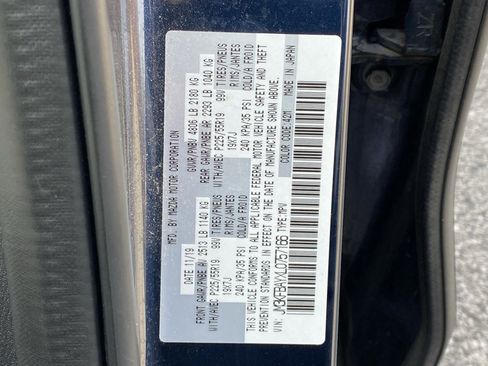 MFD. BY MAZDA MOTOR CORPORATION
DATE 11/19 GVWR/PNBV 4806 LB 2180 KG
FRONT GAWR/PNBE AV 2513 LB 1140 KG REAR GAWR/PNBE AR 2293 LB 1040 KG
WITH/AVEC P225/55R19 99V TIRES/PNEUS WITH/AVEC P225/55R19 99V TIRES/PNEUS
19X7J RIMS/JANTES 19X7J RIMS/JANTES
240 KPA/35 PSI COLD/A FROID 240 KPA/35 PSI COLD/A FROID
THIS VEHICLE CONFORMS TO ALL APPLICABLE FEDERAL MOTOR VEHICLE SAFETY AND THEFT
PREVENTION STANDARDS IN EFFECT ON THE DATE OF MANUFACTURE SHOWN ABOVE.
JM3KFBAYXL0757166 TYPE:MPV COLOR CODE/42M MADE IN JAPAN